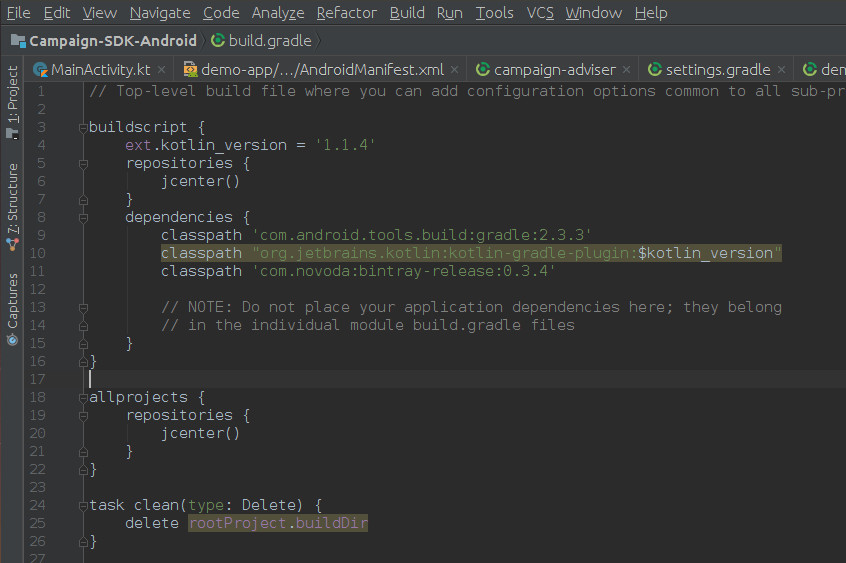 File Edit View Navigate Code Analyze Refactor Build Run Tools VCS Window Help
Campaign-SDK-Android build.gradle
MainActivity.kt demo-app/.../AndroidManifest.xml campaign-adviser settings.gradle dem
1: Project
7: Structure
Captures
1 // Top-level build file where you can add configuration options common to all sub-pr
2
3 buildscript {
4 ext.kotlin_version = '1.1.4'
5 repositories {
6 jcenter()
7 }
8 dependencies {
9 classpath 'com.android.tools.build:gradle:2.3.3'
10 classpath "org.jetbrains.kotlin:kotlin-gradle-plugin:$kotlin_version"
11 classpath 'com.novoda:bintray-release:0.3.4'
12
13 // NOTE: Do not place your application dependencies here; they belong
14 // in the individual module build.gradle files
15 }
16 }
17
18 allprojects {
19 repositories {
20 jcenter()
21 }
22 }
23
24 task clean(type: Delete) {
25 delete rootProject.buildDir
26 }
27